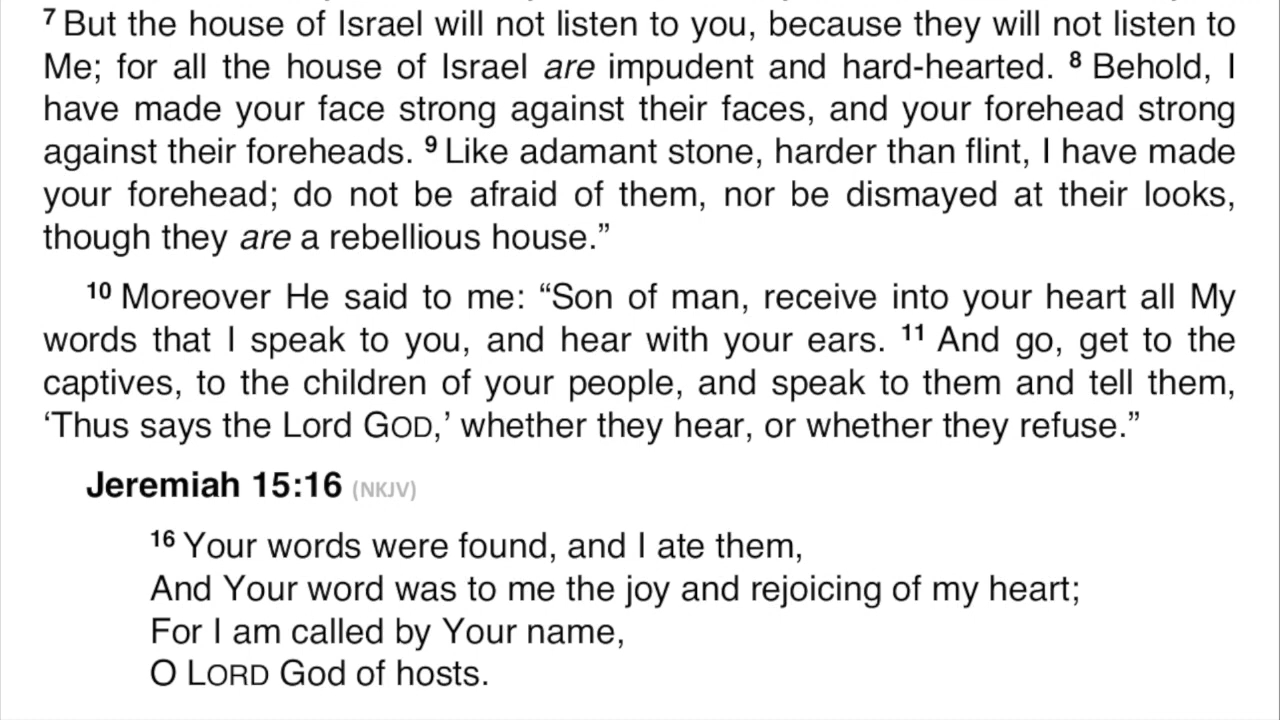 7 But the house of Israel will not listen to you, because they will not listen to
Me; for all the house of Israel are impudent and hard-hearted. 8 Behold, I
have made your face strong against their faces, and your forehead strong
against their foreheads. 9 Like adamant stone, harder than flint, I have made
your forehead; do not be afraid of them, nor be dismayed at their looks,
though they are a rebellious house.”
10 Moreover He said to me: “Son of man, receive into your heart all My
words that I speak to you, and hear with your ears. 11 And go, get to the
captives, to the children of your people, and speak to them and tell them,
‘Thus says the Lord GOD,’ whether they hear, or whether they refuse.”
Jeremiah 15:16 (NKJV)
16 Your words were found, and I ate them,
And Your word was to me the joy and rejoicing of my heart;
For I am called by Your name,
O LORD God of hosts.